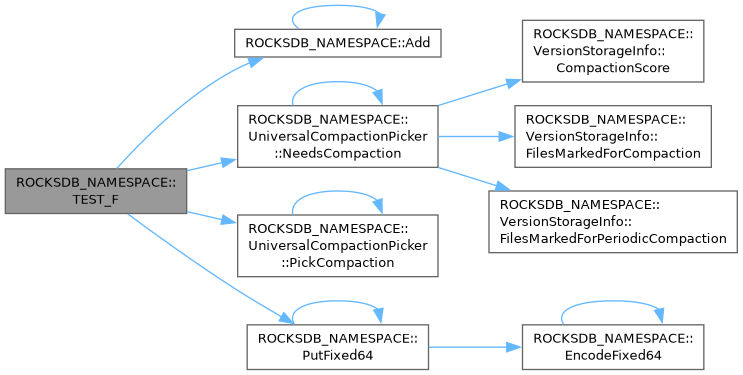 ROCKSDB_NAMESPACE::
TEST_F
ROCKSDB_NAMESPACE::Add
ROCKSDB_NAMESPACE::
UniversalCompactionPicker
::NeedsCompaction
ROCKSDB_NAMESPACE::
VersionStorageInfo::
CompactionScore
ROCKSDB_NAMESPACE::
VersionStorageInfo::
FilesMarkedForCompaction
ROCKSDB_NAMESPACE::
VersionStorageInfo::
FilesMarkedForPeriodicCompaction
ROCKSDB_NAMESPACE::
UniversalCompactionPicker
::PickCompaction
ROCKSDB_NAMESPACE::
PutFixed64
ROCKSDB_NAMESPACE::
EncodeFixed64